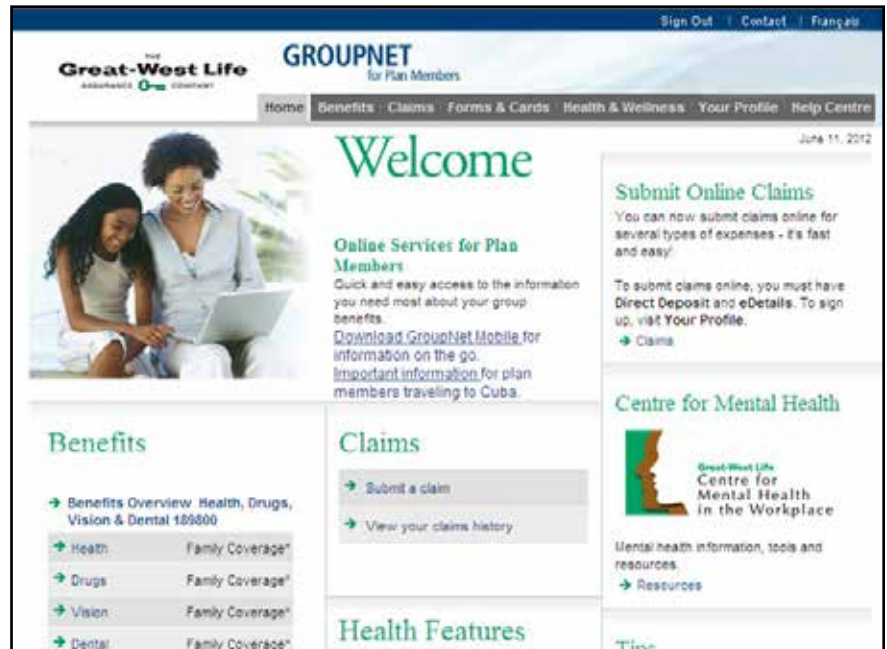 Sign Out | Contact | Français
THE
Great-West Life
ASSURANCE COMPANY
GROUPNET
for Plan Members
Home Benefits Claims Forms & Cards Health & Wellness Your Profile Help Centre
June 11, 2012
Welcome
Online Services for Plan
Members
Quick and easy access to the information
you need most about your group
benefits.
Download GroupNet Mobile for
information on the go.
Important information for plan
members traveling to Cuba.
Submit Online Claims
You can now submit claims online for
several types of expenses - it's fast
and easy!
To submit claims online, you must have
Direct Deposit and eDetails. To sign
up, visit Your Profile.
Claims
Centre for Mental Health
Great-West Life
Centre for
Mental Health
in the Workplace
Mental health information, tools and
resources.
Resources
Tips
Benefits
Benefits Overview Health, Drugs,
Vision & Dental 189800
Health Family Coverage*
Drugs Family Coverage*
Vision Family Coverage*
Dental Family Coverage*
Claims
Submit a claim
View your claims history
Health Features